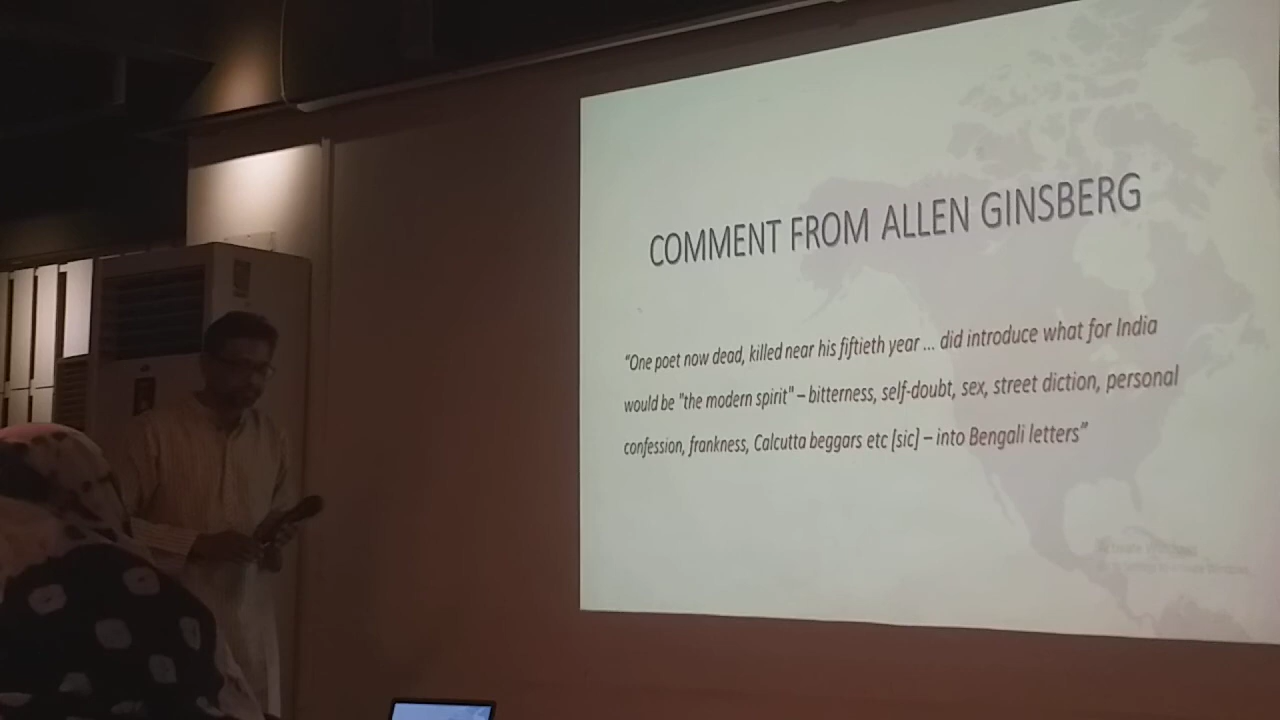 COMMENT FROM ALLEN GINSBERG
“One poet now dead, killed near his fiftieth year ... did introduce what for India
would be "the modern spirit" – bitterness, self-doubt, sex, street diction, personal
confession, frankness, Calcutta beggars etc [sic] – into Bengali letters”